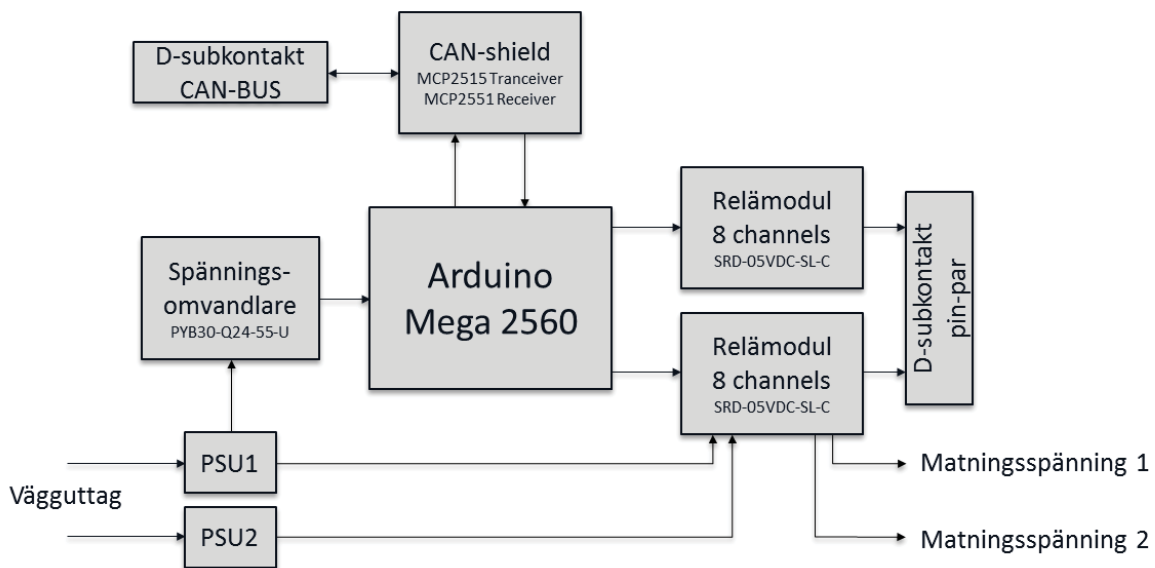 D-subkontakt
CAN-BUS
CAN-shield
MCP2515 Tranceiver
MCP2551 Receiver
Spännings-
omvandlare
PYB30-Q24-55-U
Arduino
Mega 2560
Relämodul
8 channels
SRD-05VDC-SL-C
Relämodul
8 channels
SRD-05VDC-SL-C
D-subkontakt
pin-par
PSU1
Vägguttag
PSU2
Matningsspänning 1
Matningsspänning 2